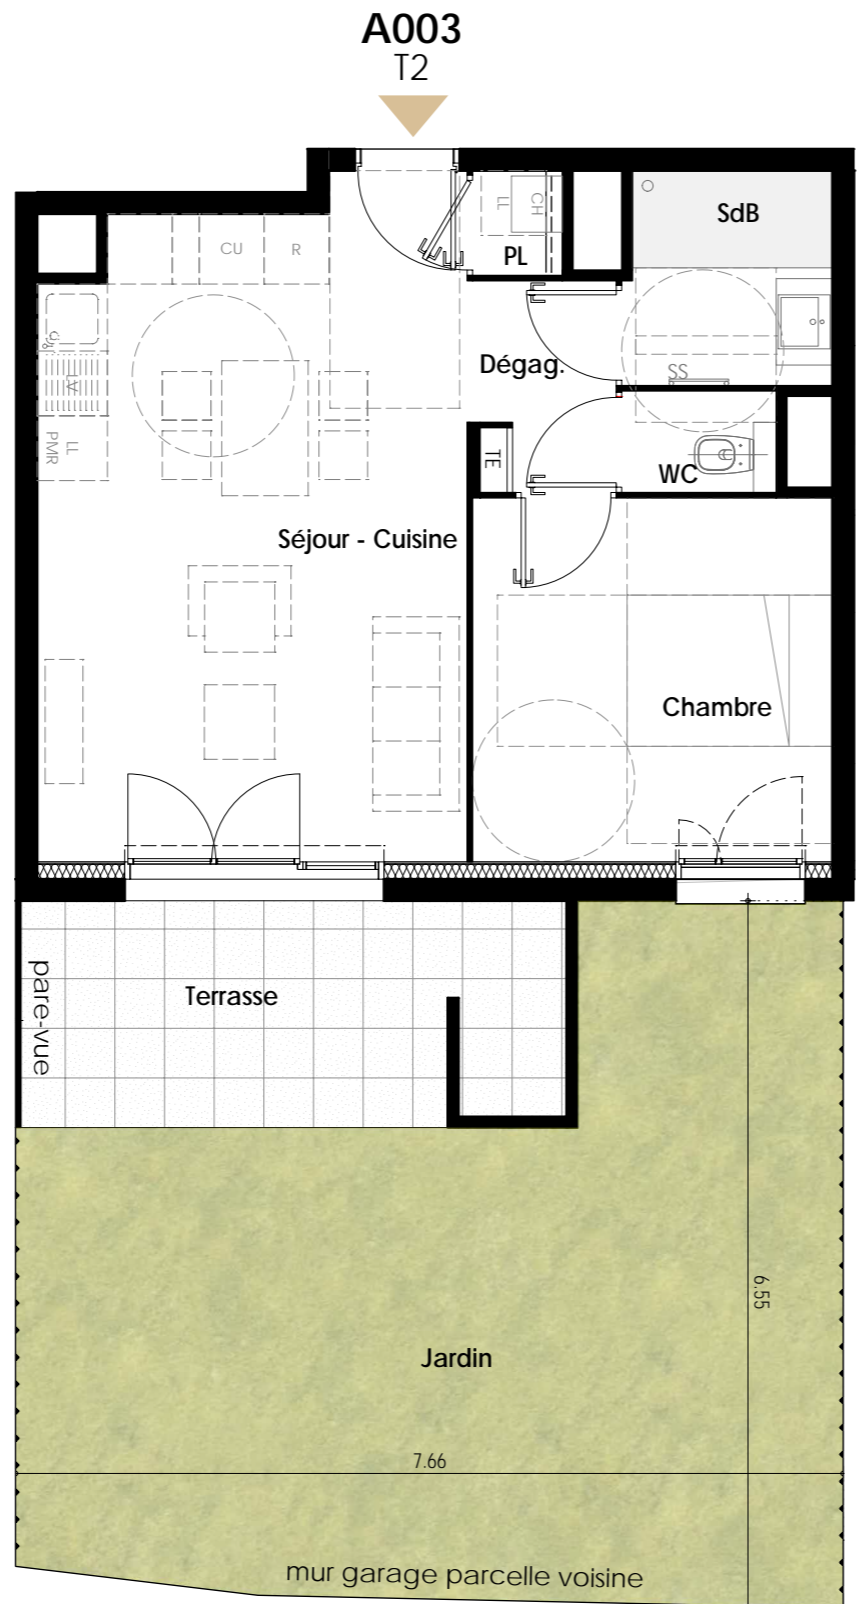 A003
T2
CU
R
LL
CH
PL
SdB
LV
LL
PMR
Dégag.
SS
TE
WC
Séjour - Cuisine
Chambre
pare-vue
Terrasse
6.55
Jardin
7.66
mur garage parcelle voisine